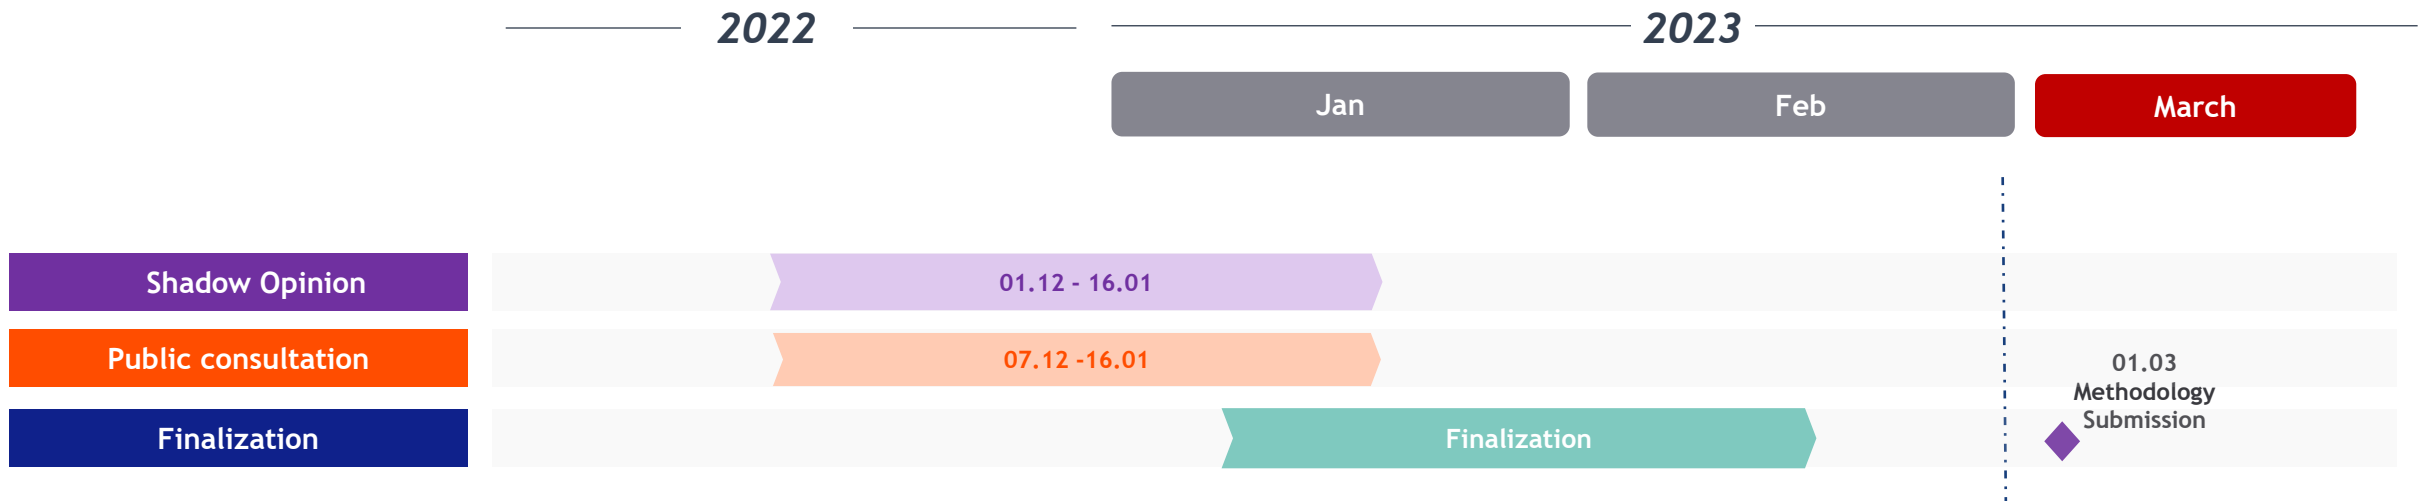 2022
2023
Jan
Feb
March
Shadow Opinion
01.12 - 16.01
Public consultation
07.12 -16.01
01.03
Methodology
Submission
Finalization
Finalization